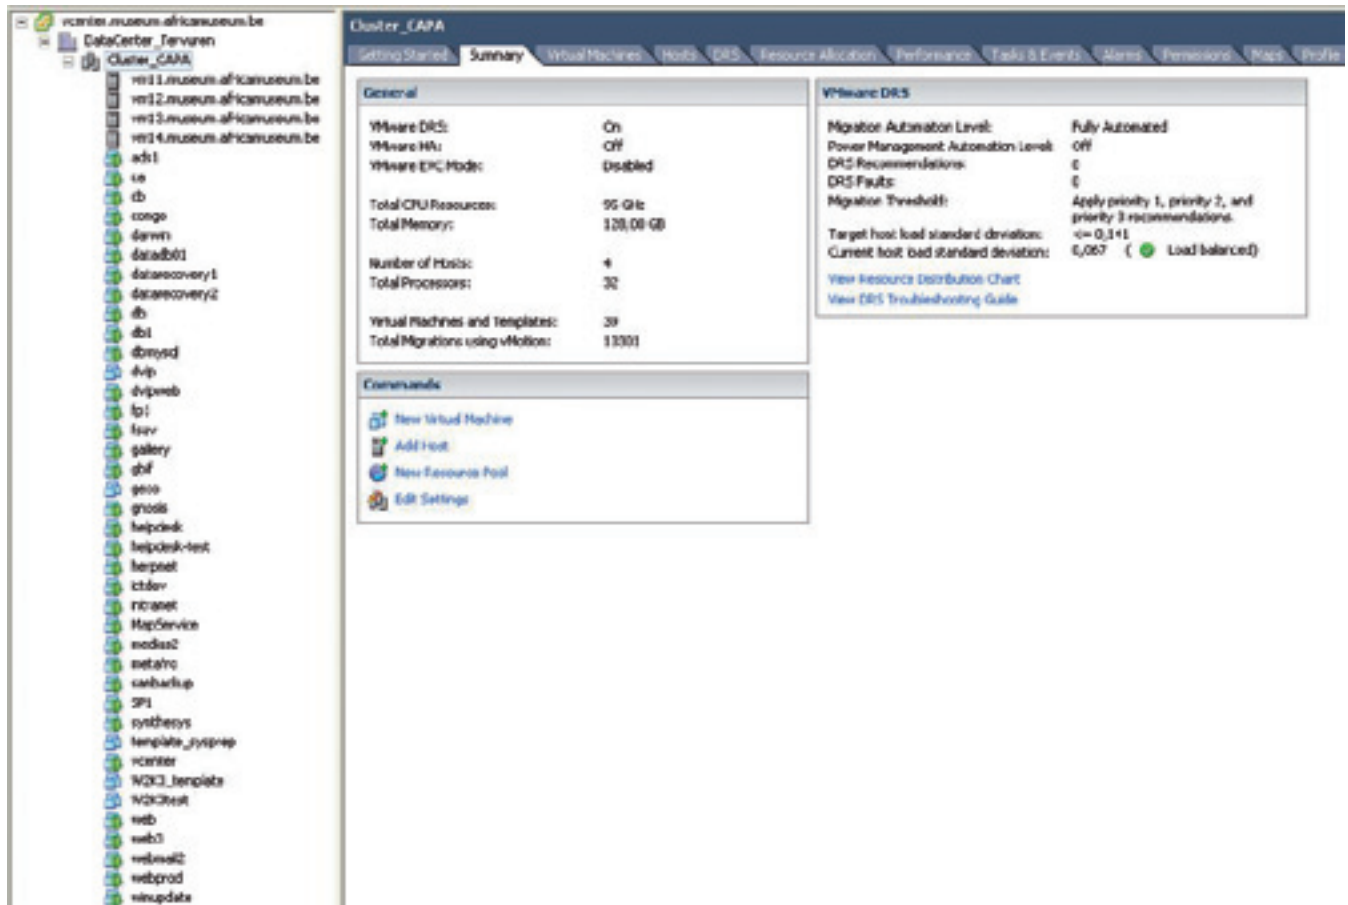 vcenter.museum.africamuseum.be
DataCenter_Tervuren
Cluster_CAPA
vm11.museum.africamuseum.be
vm12.museum.africamuseum.be
vm13.museum.africamuseum.be
vm14.museum.africamuseum.be
ads1
ca
cb
congo
darwin
datadb01
datarecovery1
datarecovery2
db
db1
dbmysql
dvip
dvipweb
fp1
fsav
gallery
gbif
geco
gnosis
helpdesk
helpdesk-test
herpnet
ictdev
intranet
MapService
medias2
metafro
sanbackup
SP1
synthesys
template_sysprep
vcenter
W2K3_template
W2K3test
web
web3
webmail2
webprod
winupdate
Cluster_CAPA
Getting Started Summary Virtual Machines Hosts DRS Resource Allocation Performance Tasks & Events Alarms Permissions Maps Profile
General
VMware DRS: On
VMware HA: Off
VMware EVC Mode: Disabled
Total CPU Resources: 95 GHz
Total Memory: 128,00 GB
Number of Hosts: 4
Total Processors: 32
Virtual Machines and Templates: 39
Total Migrations using vMotion: 13301
Commands
New Virtual Machine
Add Host
New Resource Pool
Edit Settings
VMware DRS
Migration Automation Level: Fully Automated
Power Management Automation Level: Off
DRS Recommendations: 0
DRS Faults: 0
Migration Threshold: Apply priority 1, priority 2, and
priority 3 recommendations.
Target host load standard deviation: <= 0,141
Current host load standard deviation: 0,067 ( Load balanced)
View Resource Distribution Chart
View DRS Troubleshooting Guide